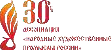 30
АССОЦИАЦИЯ
«НАРОДНЫЕ ХУДОЖЕСТВЕННЫЕ
ПРОМЫСЛЫ РОССИИ»